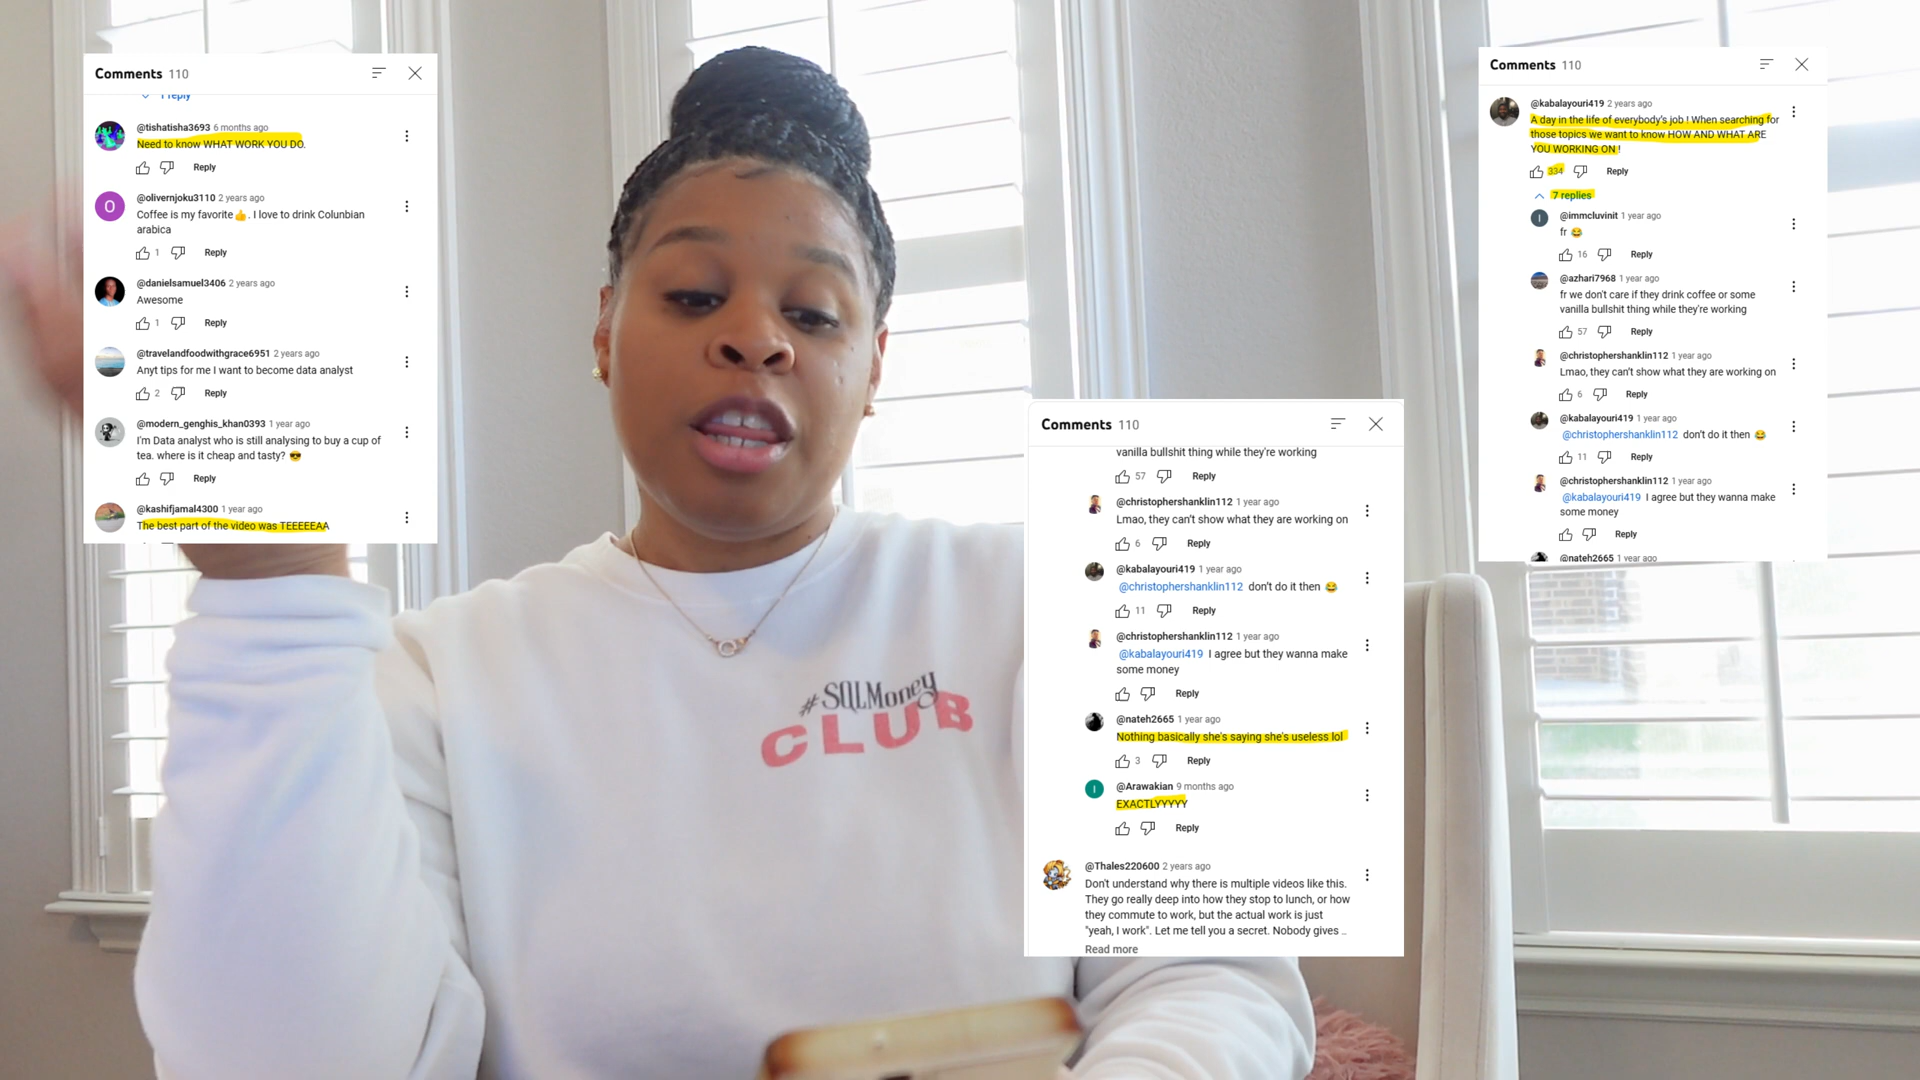 Comments 110
1 reply
@tishatisha3693 6 months ago
Need to know WHAT WORK YOU DO.
Reply
O
@olivernjoku3110 2 years ago
Coffee is my favorite👍. I love to drink Colunbian
arabica
1 Reply
@danielsamuel3406 2 years ago
Awesome
1 Reply
@travelandfoodwithgrace6951 2 years ago
Anyt tips for me I want to become data analyst
2 Reply
@modern_genghis_khan0393 1 year ago
I'm Data analyst who is still analysing to buy a cup of
tea. where is it cheap and tasty? 😎
Reply
@kashifjamal4300 1 year ago
The best part of the video was TEEEEEAA
#SQLMoney
CLUB
Comments 110
vanilla bullshit thing while they're working
57 Reply
@christophershanklin112 1 year ago
Lmao, they can't show what they are working on
6 Reply
@kabalayouri419 1 year ago
@christophershanklin112 don't do it then 😂
11 Reply
@christophershanklin112 1 year ago
@kabalayouri419 I agree but they wanna make
some money
Reply
@nateh2665 1 year ago
Nothing basically she's saying she's useless lol
3 Reply
I
@Arawakian 9 months ago
EXACTLYYYYY
Reply
@Thales220600 2 years ago
Don't understand why there is multiple videos like this.
They go really deep into how they stop to lunch, or how
they commute to work, but the actual work is just
"yeah, I work". Let me tell you a secret. Nobody gives ..
Read more
Comments 110
@kabalayouri419 2 years ago
A day in the life of everybody's job ! When searching for
those topics we want to know HOW AND WHAT ARE
YOU WORKING ON !
334 Reply
7 replies
I
@immcluvinit 1 year ago
fr 😂
16 Reply
@azhari7968 1 year ago
fr we don't care if they drink coffee or some
vanilla bullshit thing while they're working
57 Reply
@christophershanklin112 1 year ago
Lmao, they can't show what they are working on
6 Reply
@kabalayouri419 1 year ago
@christophershanklin112 don't do it then 😂
11 Reply
@christophershanklin112 1 year ago
@kabalayouri419 I agree but they wanna make
some money
Reply
@nateh2665 1 year ago